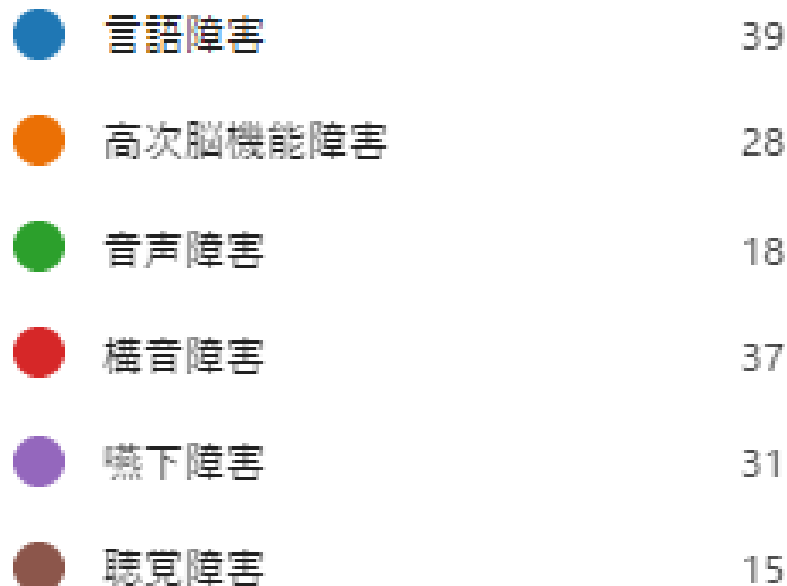 言語障害 39
高次脳機能障害 28
音声障害 18
構音障害 37
嚥下障害 31
聴覚障害 15